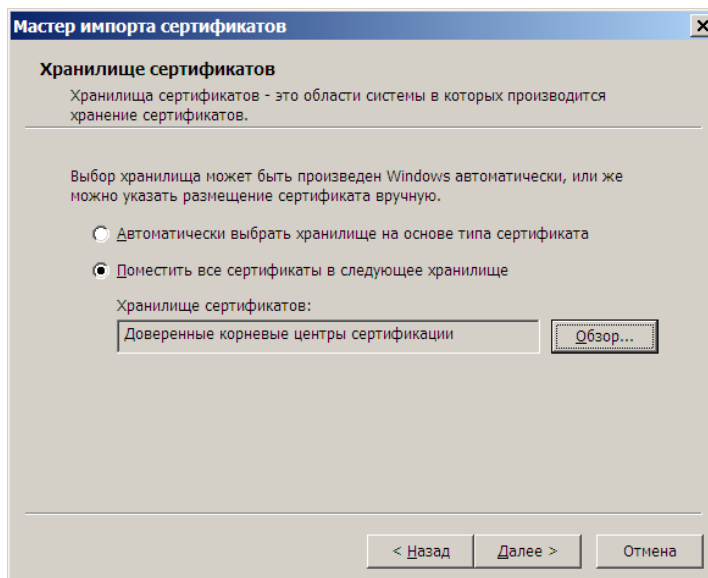 Мастер импорта сертификатов
Хранилище сертификатов
Хранилища сертификатов - это области системы в которых производится
хранение сертификатов.
Выбор хранилища может быть произведен Windows автоматически, или же
можно указать размещение сертификата вручную.
Автоматически выбрать хранилище на основе типа сертификата
Поместить все сертификаты в следующее хранилище
Хранилище сертификатов:
Доверенные корневые центры сертификации
Обзор...
< Назад
Далее >
Отмена